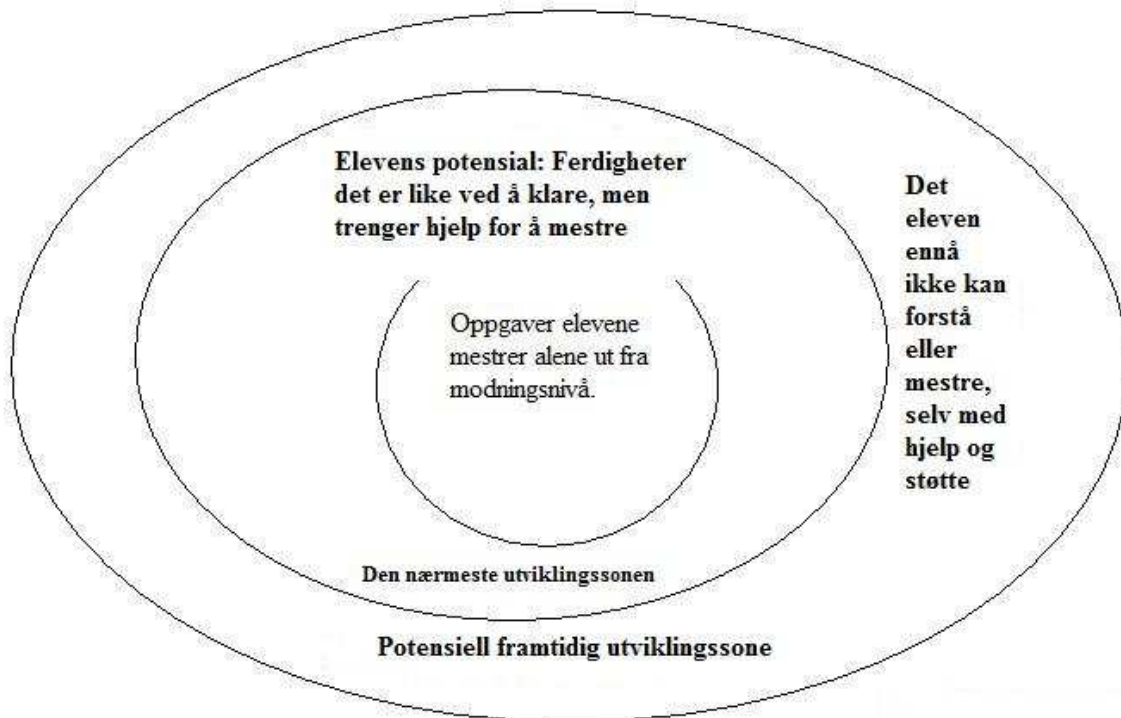 Elevens potensial: Ferdigheter
det er like ved å klare, men
trenger hjelp for å mestre
Oppgaver elevene
mestrer alene ut fra
modningsnivå.
Det
eleven
ennå
ikke kan
forstå
eller
mestre,
selv med
hjelp og
støtte
Den nærmeste utviklingssonen
Potensiell framtidig utviklingssone